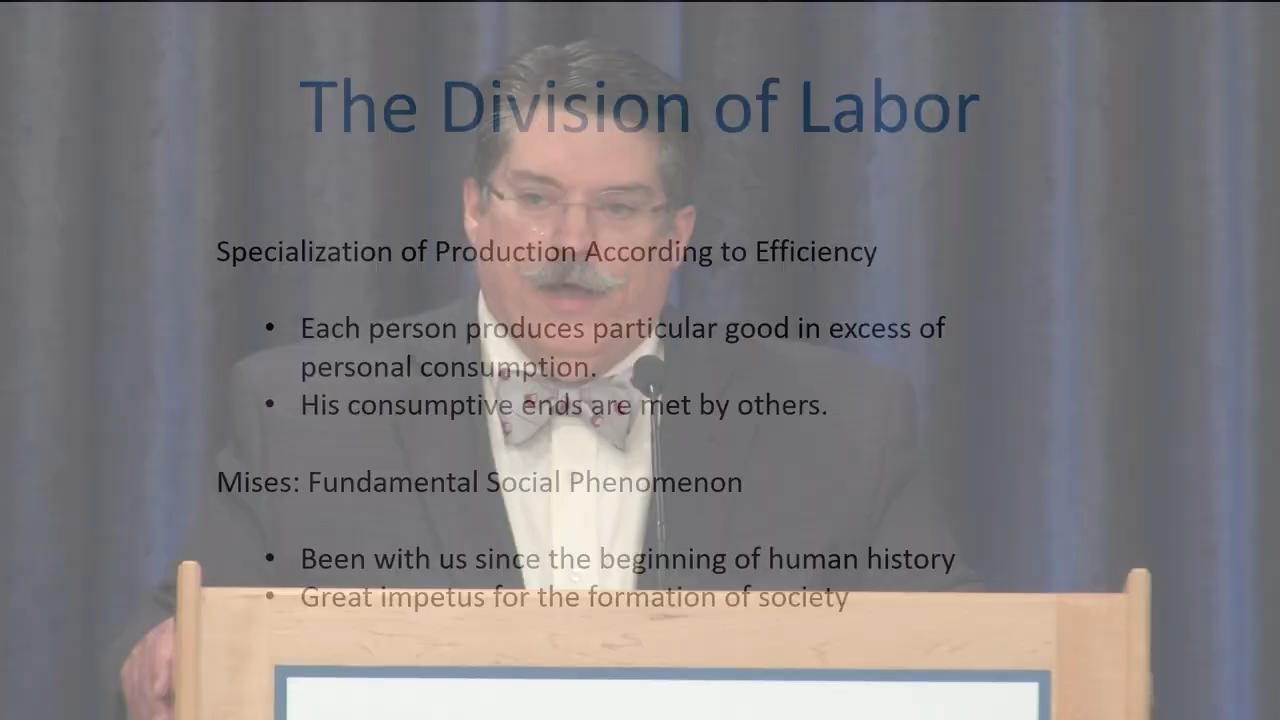 The Division of Labor
Specialization of Production According to Efficiency
• Each person produces particular good in excess of
personal consumption.
• His consumptive ends are met by others.
Mises: Fundamental Social Phenomenon
• Been with us since the beginning of human history
• Great impetus for the formation of society